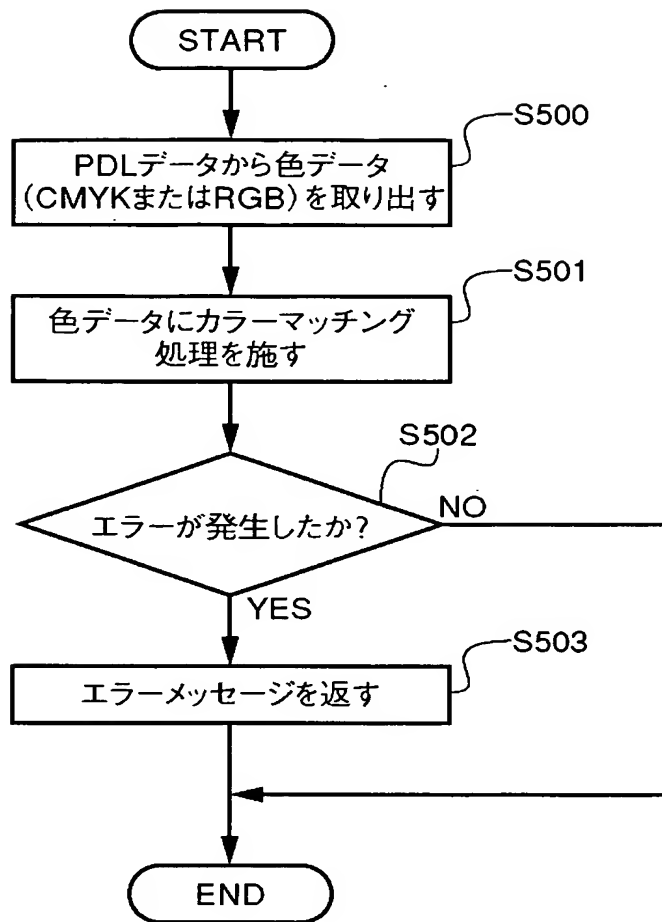 START
S500
PDLデータから色データ
(CMYKまたはRGB)を取り出す
S501
色データにカラーマッチング
処理を施す
S502
エラーが発生したか?
NO
YES
S503
エラーメッセージを返す
END